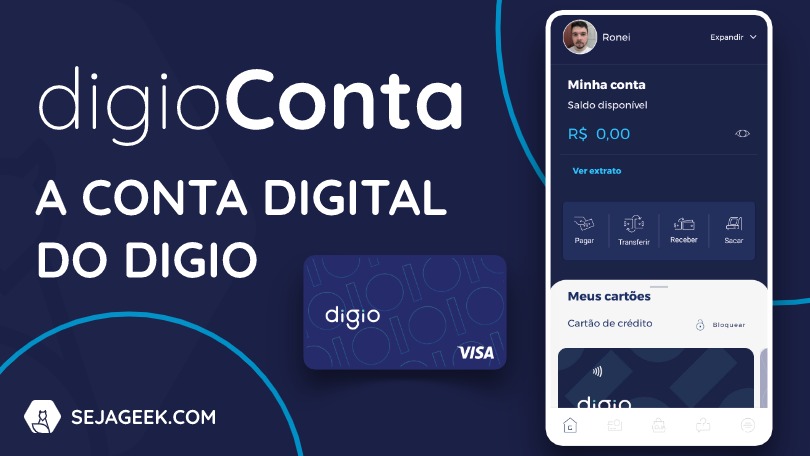 digioConta
A CONTA DIGITAL
DO DIGIO
digio
VISA
SEJAGEEK.COM
Ronei
Expandir
Minha conta
Saldo disponível
R$ 0,00
Ver extrato
Pagar
Transferir
Receber
Sacar
Meus cartões
Cartão de crédito
Bloquear
digio